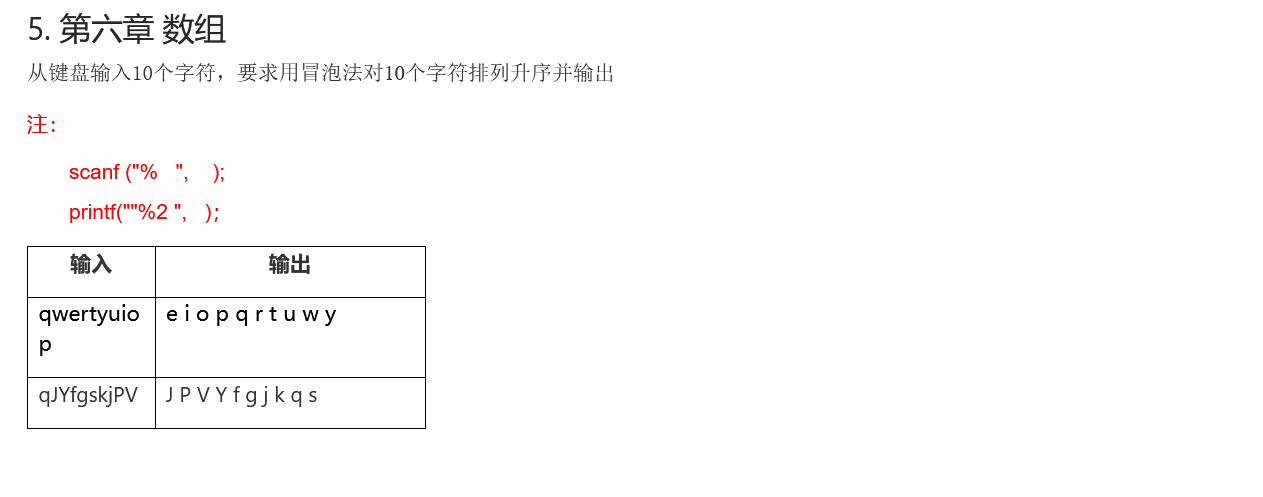 5. 第六章 数组
从键盘输入10个字符，要求用冒泡法对10个字符排列升序并输出
注：
scanf ("%   ",    );
printf(""%2 ",   );
输入 输出
qwertyuio e i o p q r t u w y
p
qJYfgskjPV J P V Y f g j k q s